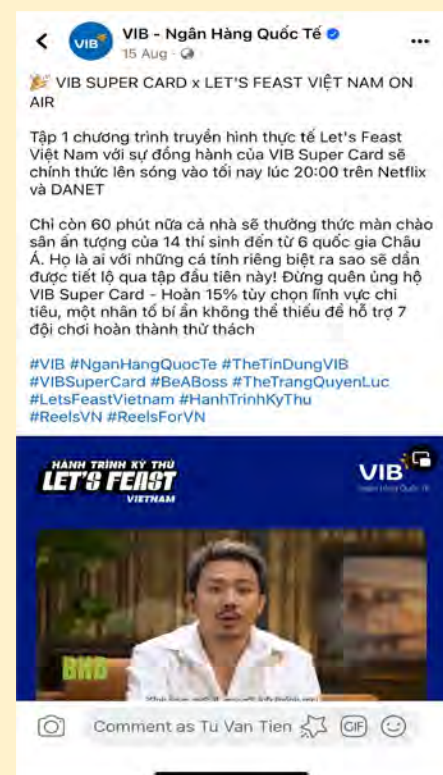 VIB - Ngân Hàng Quốc Tế
15 Aug
VIB
VIB SUPER CARD x LET'S FEAST VIỆT NAM ON
AIR
Tập 1 chương trình truyền hình thực tế Let's Feast
Việt Nam với sự đồng hành của VIB Super Card sẽ
chính thức lên sóng vào tối nay lúc 20:00 trên Netflix
và DANET
Chỉ còn 60 phút nữa cả nhà sẽ thưởng thức màn chào
sân ấn tượng của 14 thí sinh đến từ 6 quốc gia Châu
Á. Họ là ai với những cá tính riêng biệt ra sao sẽ dần
được tiết lộ qua tập đầu tiên này! Đừng quên ủng hộ
VIB Super Card - Hoàn 15% tùy chọn lĩnh vực chi
tiêu, một nhân tố bí ẩn không thể thiếu để hỗ trợ 7
đội chơi hoàn thành thử thách
#VIB #NganHangQuocTe #TheTinDungVIB
#VIBSuperCard #BeABoss #TheTrangQuyenLuc
#LetsFeastVietnam #HanhTrinhKyThu
#ReelsVN #ReelsForVN
HÀNH TRÌNH KỲ THÚ
LET'S FEAST
VIETNAM
VIB
Ngân Hàng Quốc Tế
BHB
Comment as Tu Van Tien
GIF